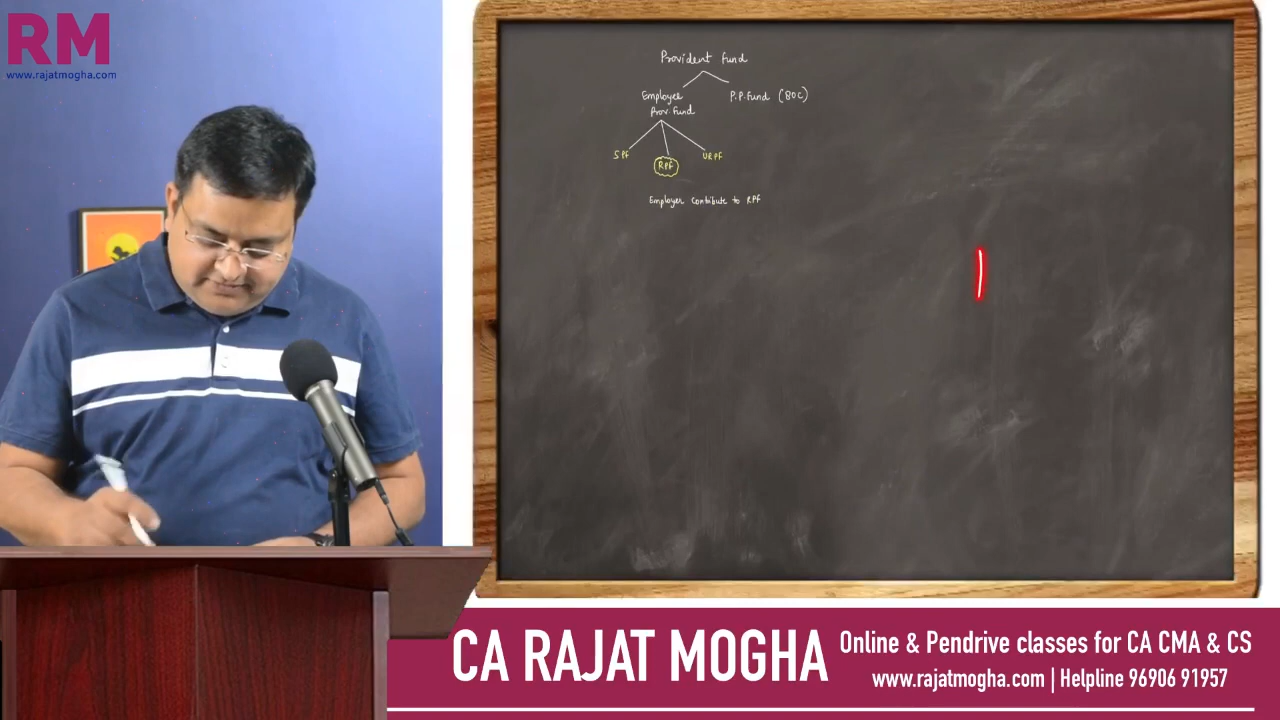 RM
www.rajatmogha.com
Provident fund
Employee
Prov. fund
P.P. fund (80C)
SPF
RPF
URPF
Employer contribute to RPF
CA RAJAT MOGHA
Online & Pendrive classes for CA CMA & CS
www.rajatmogha.com | Helpline 96906 91957